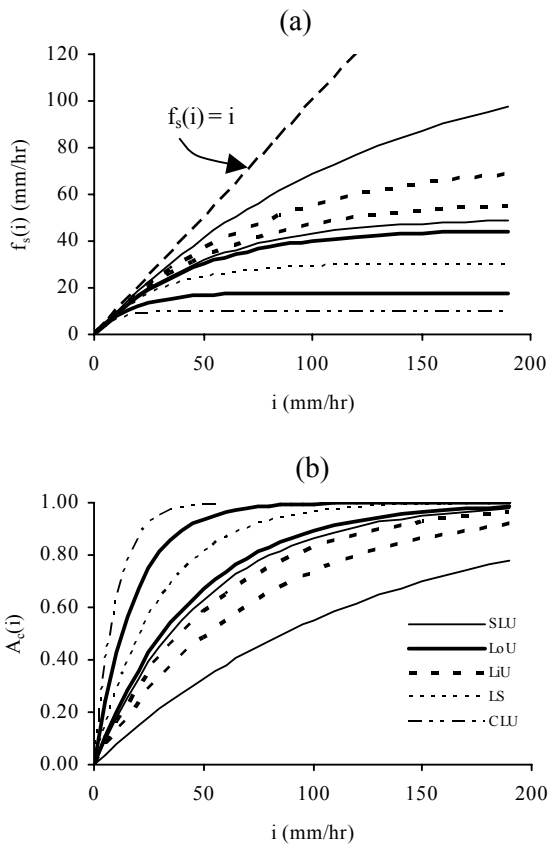 (a)
f_s(i) (mm/hr)
120
100
80
60
40
20
0
f_s(i) = i
0 50 100 150 200
i (mm/hr)
(b)
A_c(i)
1.00
0.80
0.60
0.40
0.20
0.00
SLU
LoU
LiU
LS
CLU
0 50 100 150 200
i (mm/hr)